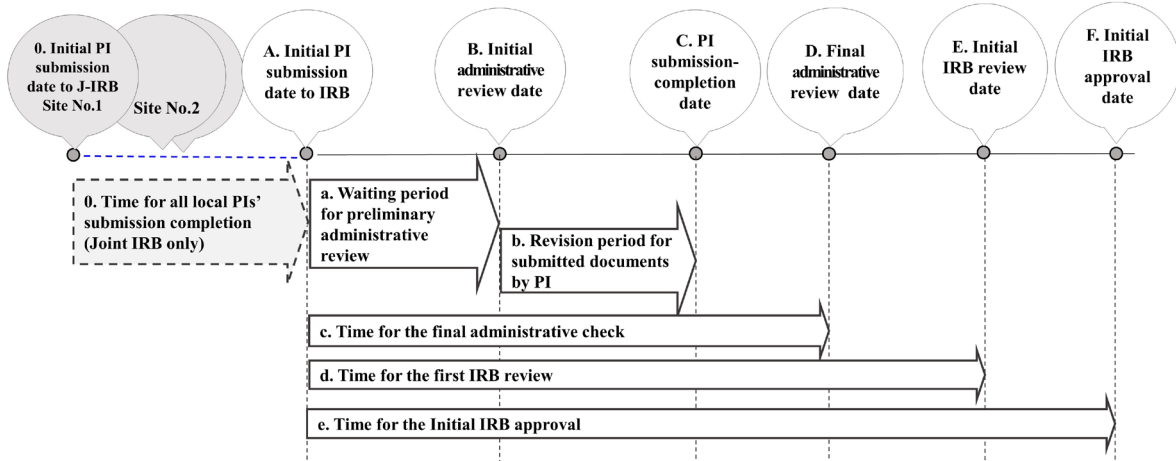 0. Initial PI
submission
date to J-IRB
Site No.1
Site No.2
A. Initial PI
submission
date to IRB
B. Initial
administrative
review date
C. PI
submission-
completion
date
D. Final
administrative
review date
E. Initial
IRB review
date
F. Initial
IRB
approval
date
0. Time for all local PIs’
submission completion
(Joint IRB only)
a. Waiting period
for preliminary
administrative
review
b. Revision period for
submitted documents
by PI
c. Time for the final administrative check
d. Time for the first IRB review
e. Time for the Initial IRB approval